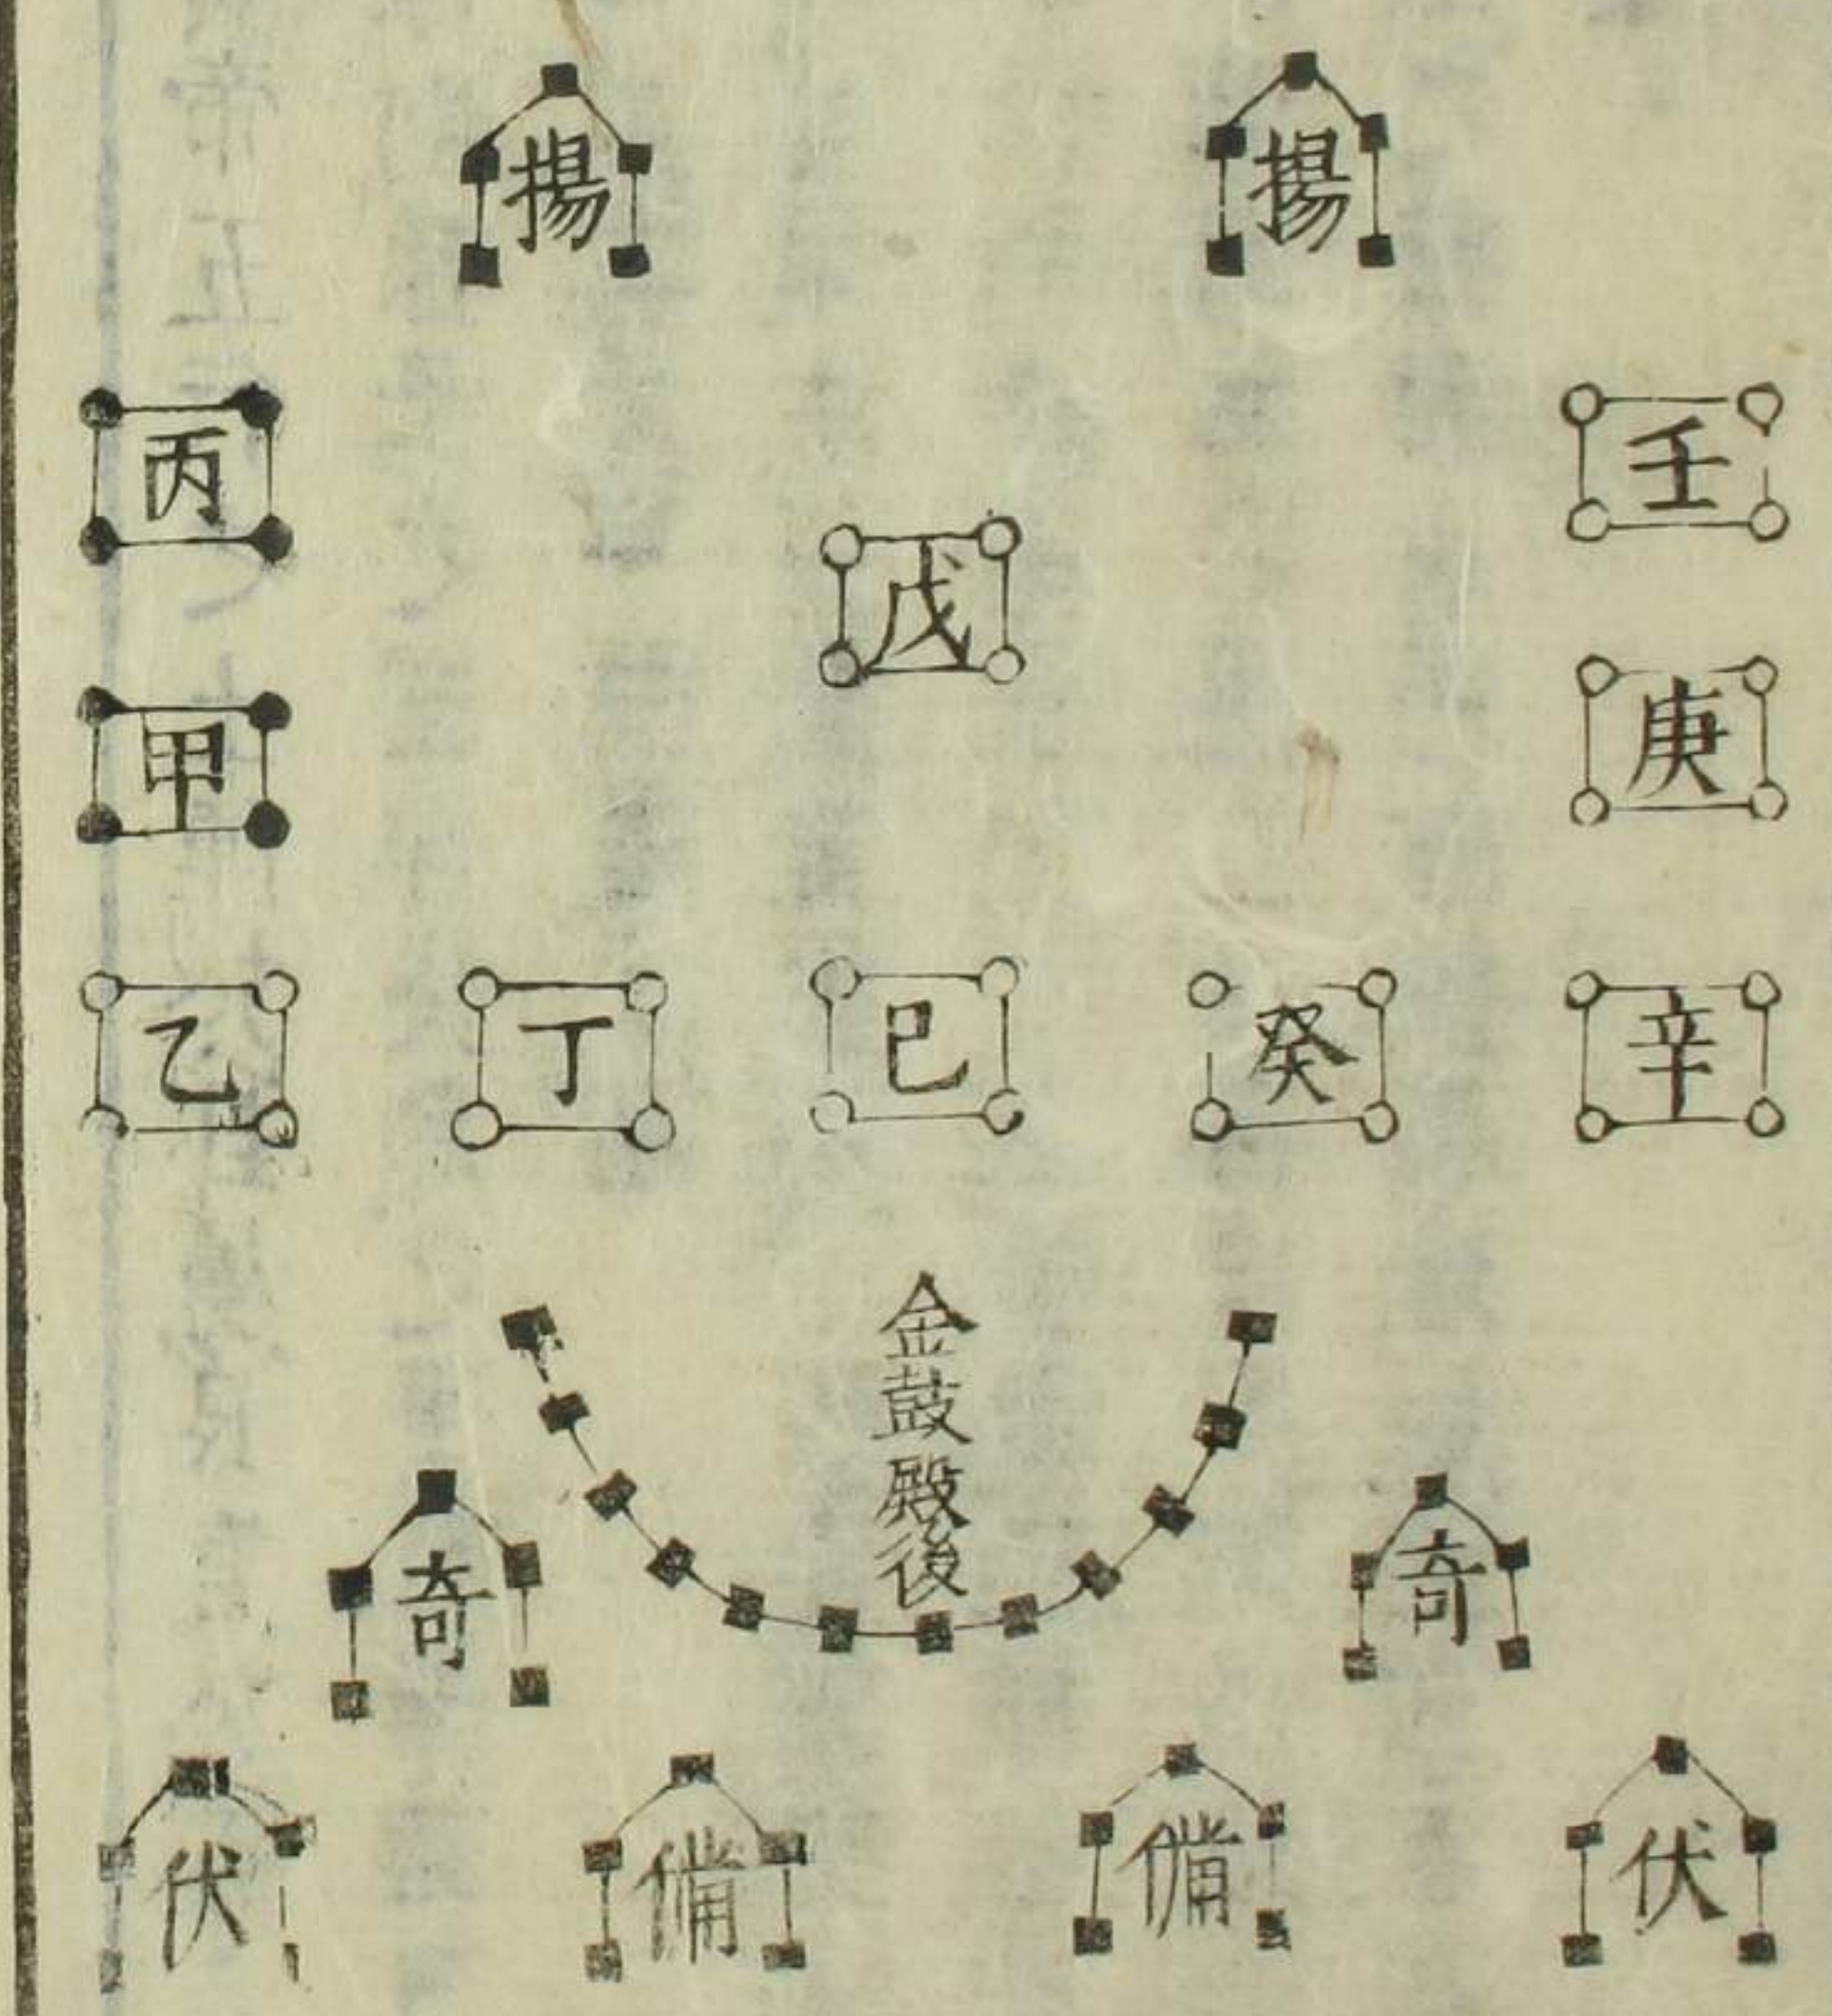 揚 揚
壬 丙
戊
庚 甲
辛 癸 己 丁 乙
金鼓殿後
奇 奇
伏 備 備 伏